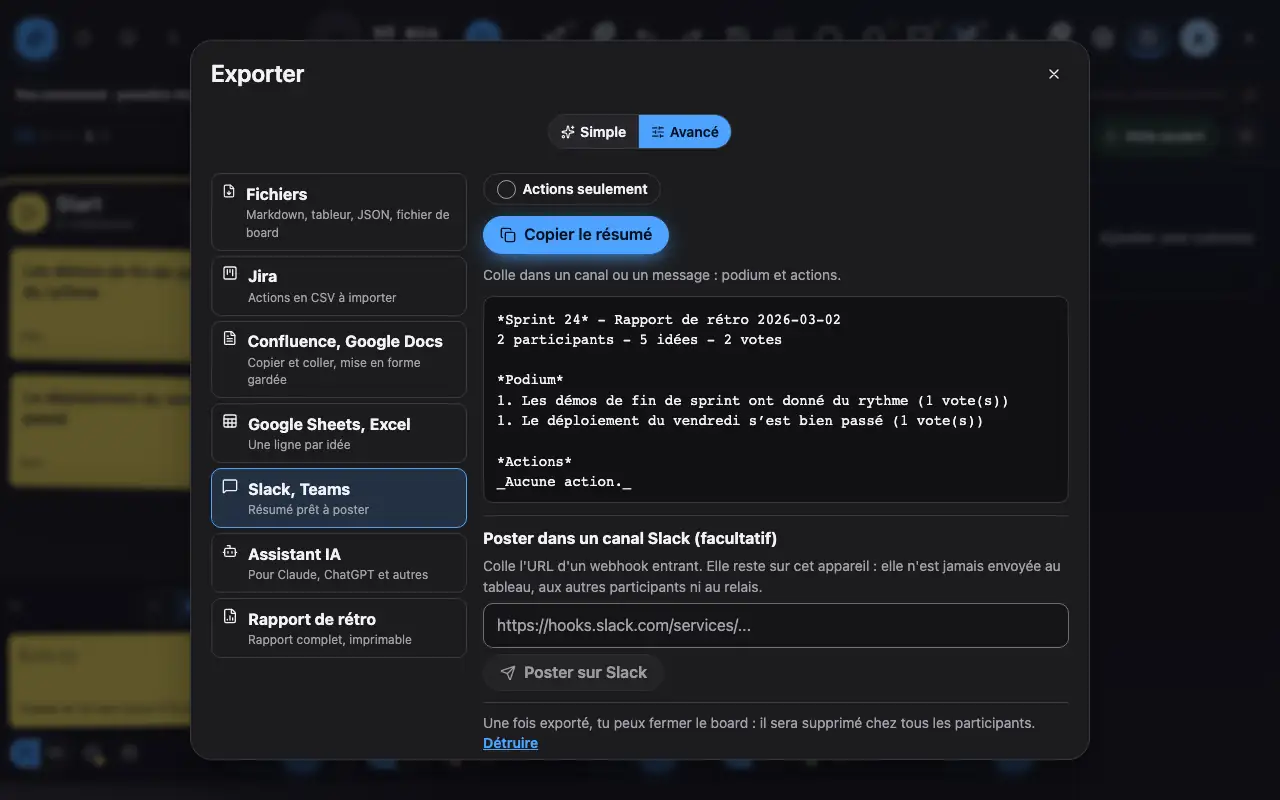 Exporter
Simple
Avancé
Fichiers
Markdown, tableur, JSON, fichier de
board
Jira
Actions en CSV à importer
Confluence, Google Docs
Copier et coller, mise en forme
gardée
Google Sheets, Excel
Une ligne par idée
Slack, Teams
Résumé prêt à poster
Assistant IA
Pour Claude, ChatGPT et autres
Rapport de rétro
Rapport complet, imprimable
Actions seulement
Copier le résumé
Colle dans un canal ou un message : podium et actions.
*Sprint 24* – Rapport de rétro 2026-03-02
2 participants – 5 idées – 2 votes
*Podium*
1. Les démos de fin de sprint ont donné du rythme (1 vote(s))
1. Le déploiement du vendredi s’est bien passé (1 vote(s))
*Actions*
_Aucune action._
Poster dans un canal Slack (facultatif)
Colle l'URL d'un webhook entrant. Elle reste sur cet appareil : elle n'est jamais envoyée au
tableau, aux autres participants ni au relais.
https://hooks.slack.com/services/...
Poster sur Slack
Une fois exporté, tu peux fermer le board : il sera supprimé chez tous les participants.
Détruire